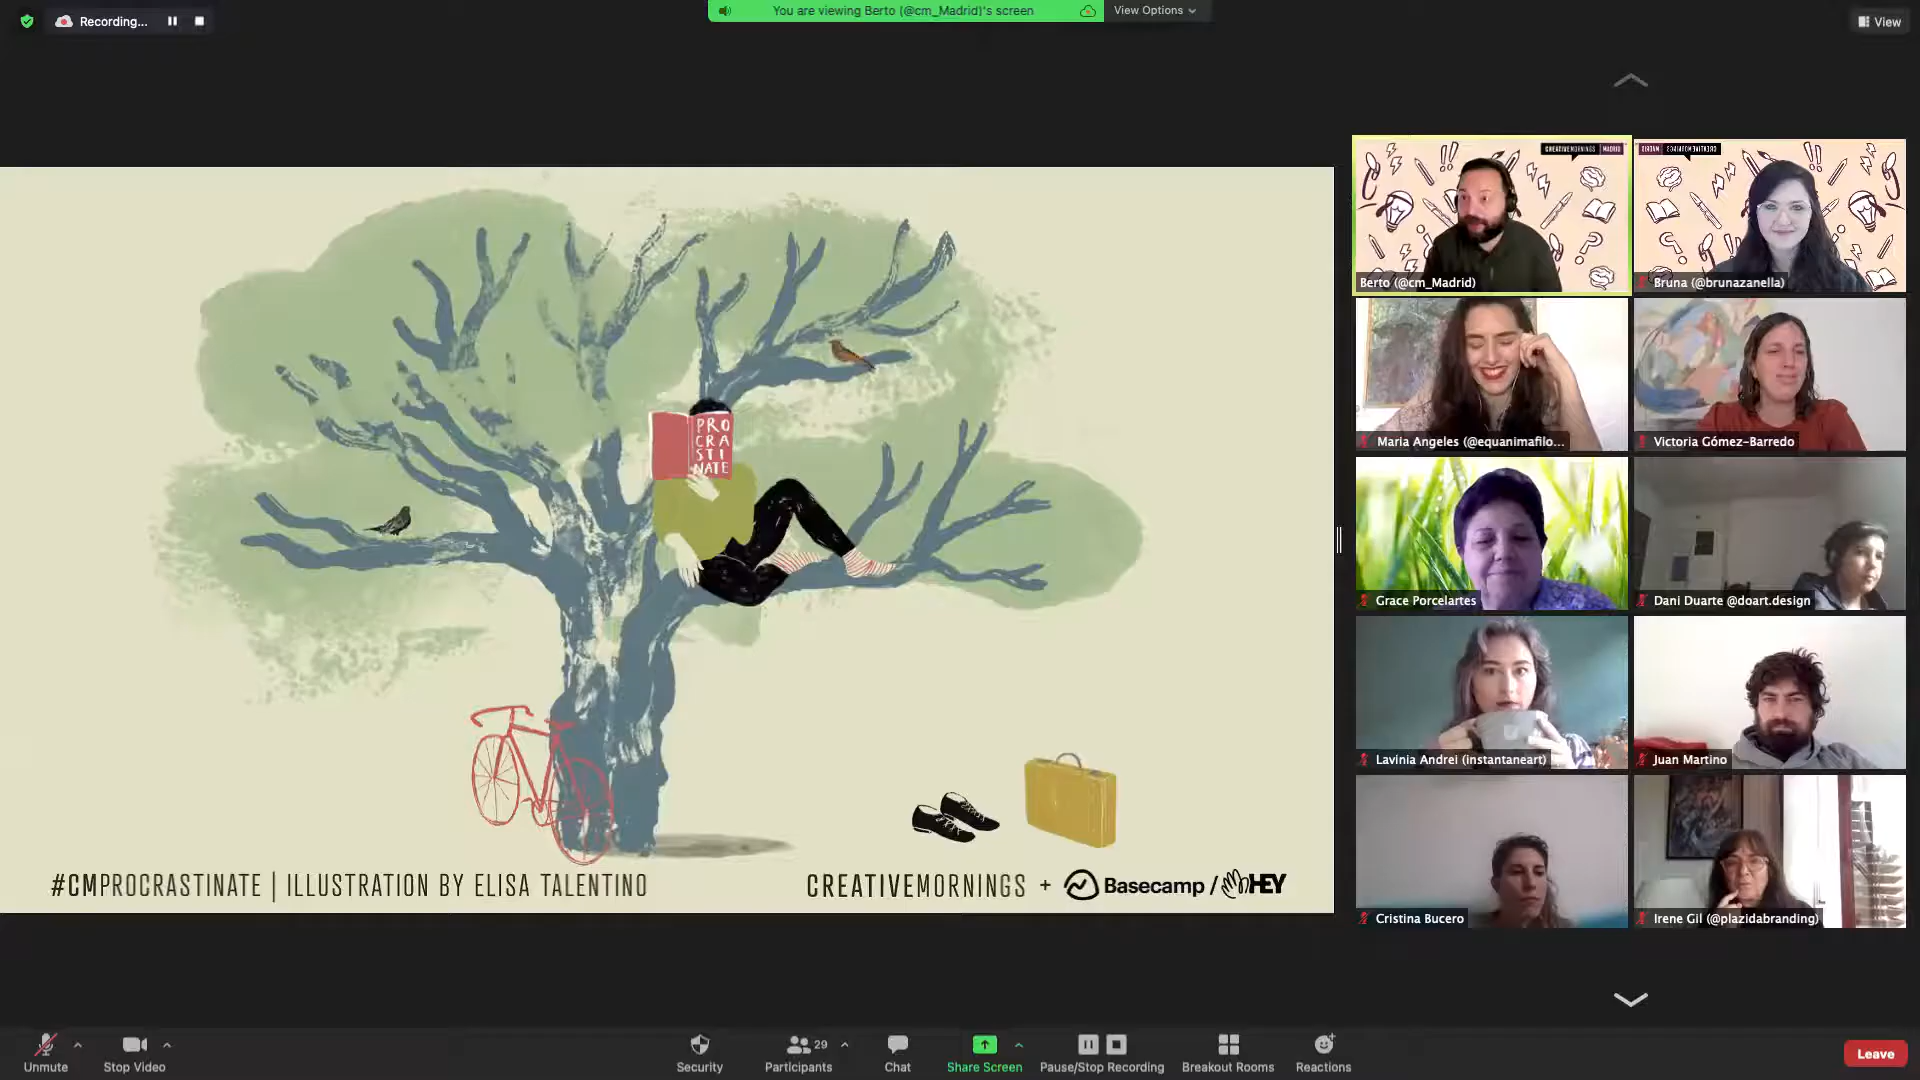 Recording...
You are viewing Berto (@cm_Madrid)'s screen
View Options
View
CREATIVEMORNINGS MADRID
Berto (@cm_Madrid)
Bruna (@brunazanella)
Maria Angeles (@equanimafilo...
Victoria Gómez-Barredo
Grace Porcelartes
Dani Duarte @doart.design
Lavinia Andrei (instantaneart)
Juan Martino
Cristina Bucero
Irene Gil (@plazidabranding)
PRO
CRA
STI
NATE
#CMPROCRASTINATE | ILLUSTRATION BY ELISA TALENTINO
CREATIVEMORNINGS + Basecamp / HEY
Unmute
Stop Video
Security
29
Participants
Chat
Share Screen
Pause/Stop Recording
Breakout Rooms
Reactions
Leave